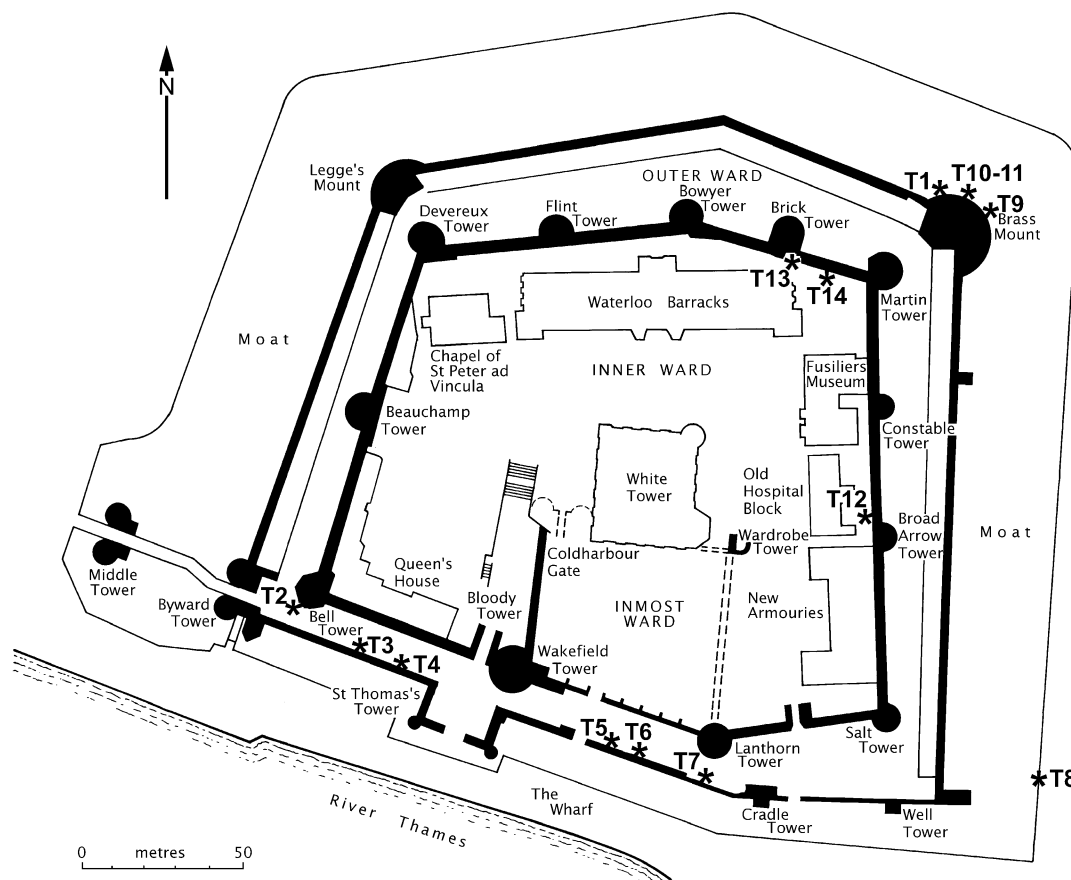 N
Legge's
Mount
Devereux
Tower
Flint
Tower
OUTER WARD
Bowyer
Tower
Brick
Tower
T1
T10-11
T9
Brass
Mount
T13
T14
Martin
Tower
Waterloo Barracks
Moat
Chapel of
St Peter ad
Vincula
INNER WARD
Fusiliers
Museum
Beauchamp
Tower
Constable
Tower
White
Tower
Old
Hospital
Block
T12
Broad
Arrow
Tower
Moat
Wardrobe
Tower
Coldharbour
Gate
Middle
Tower
Byward
Tower
T2
Bell
Tower
Queen's
House
Bloody
Tower
INMOST
WARD
New
Armouries
T3
T4
Wakefield
Tower
St Thomas's
Tower
T5
T6
T7
Lanthorn
Tower
Salt
Tower
T8
The
Wharf
Cradle
Tower
Well
Tower
River Thames
0 metres 50